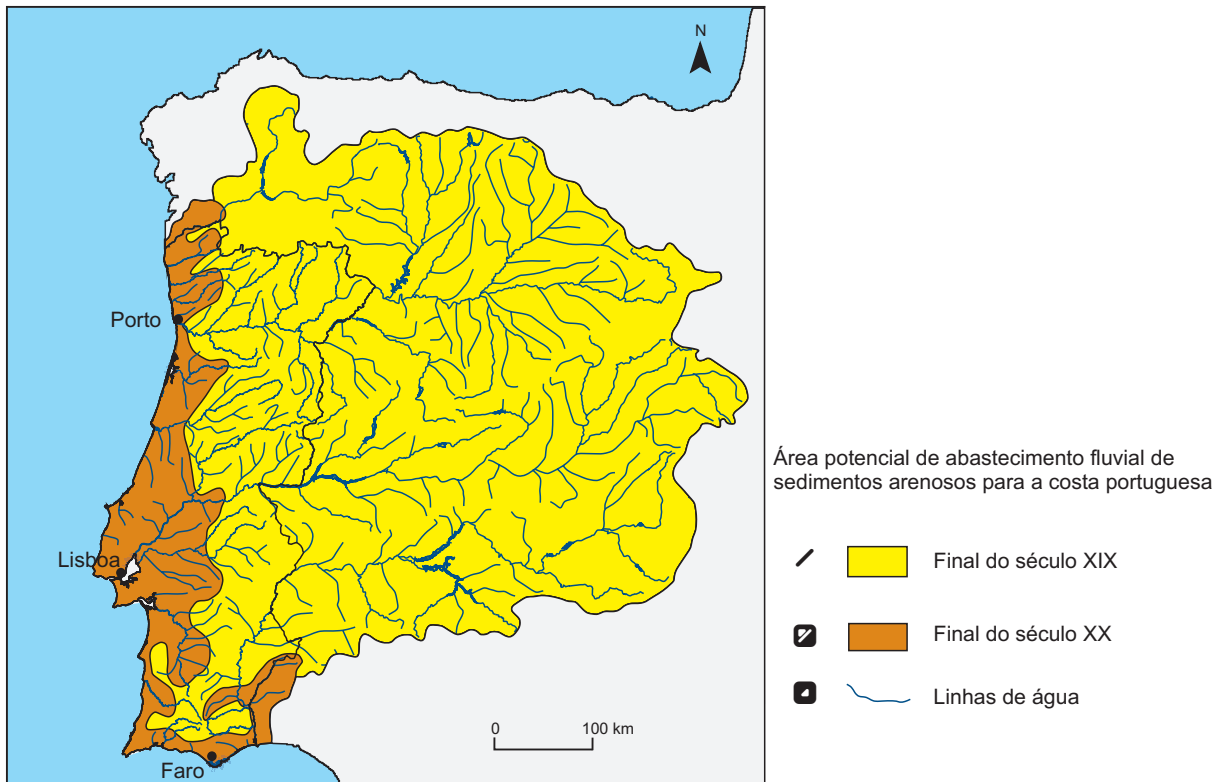 N
Porto
Lisboa
Faro
0 100 km
Área potencial de abastecimento fluvial de
sedimentos arenosos para a costa portuguesa
Final do século XIX
Final do século XX
Linhas de água